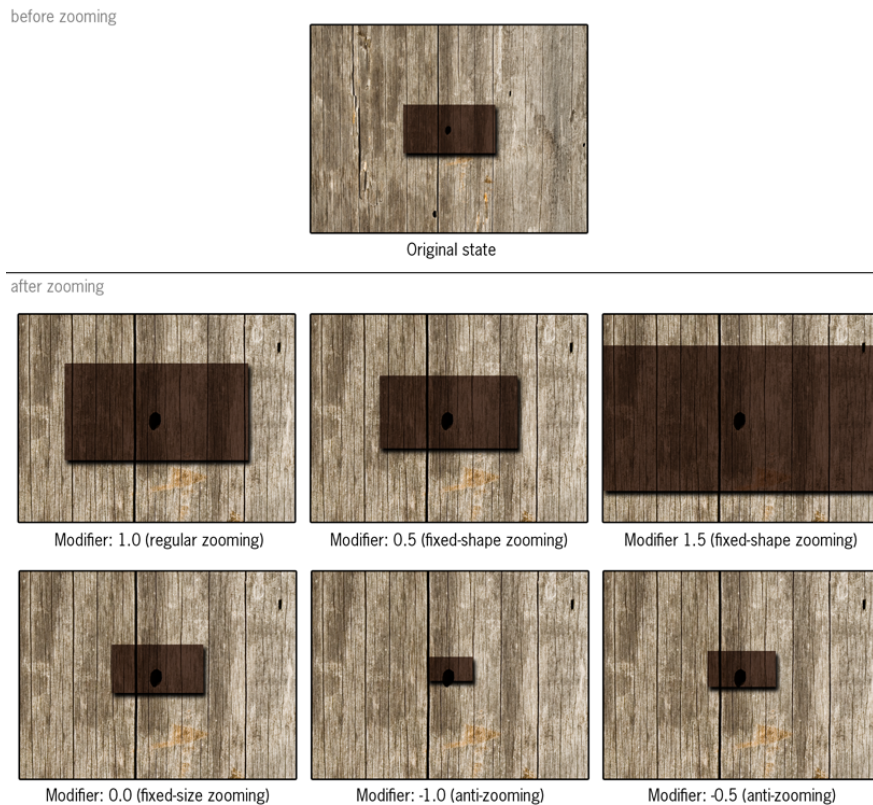 before zooming
Original state
after zooming
Modifier: 1.0 (regular zooming)
Modifier: 0.5 (fixed-shape zooming)
Modifier 1.5 (fixed-shape zooming)
Modifier: 0.0 (fixed-size zooming)
Modifier: -1.0 (anti-zooming)
Modifier: -0.5 (anti-zooming)